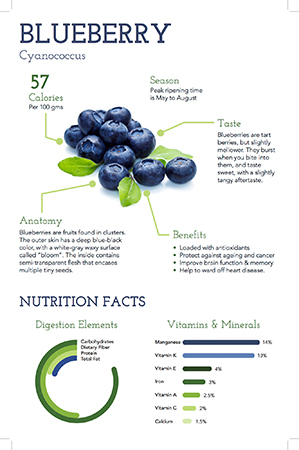 BLUEBERRY
Cyanococcus
57
Calories
Per 100 gms
Season
Peak ripening time
is May to August
Taste
Blueberries are tart
berries, but slightly
mellower. They burst
when you bite into
them, and taste
sweet, with a slightly
tangy aftertaste.
Anatomy
Blueberries are fruits found in clusters.
The outer skin has a deep blue-black
color, with a white-gray waxy surface
called "bloom". The inside contains
semi-transparent flesh that encases
multiple tiny seeds.
Benefits
• Loaded with antioxidants
• Protect against ageing and cancer
• Improve brain function & memory
• Help to ward off heart disease.
NUTRITION FACTS
Digestion Elements
Carbohydrates
Dietary Fiber
Protein
Total Fat
Vitamins & Minerals
Manganese 14%
Vitamin K 13%
Vitamin E 4%
Iron 3%
Vitamin A 2.5%
Vitamin C 2%
Calcium 1.5%